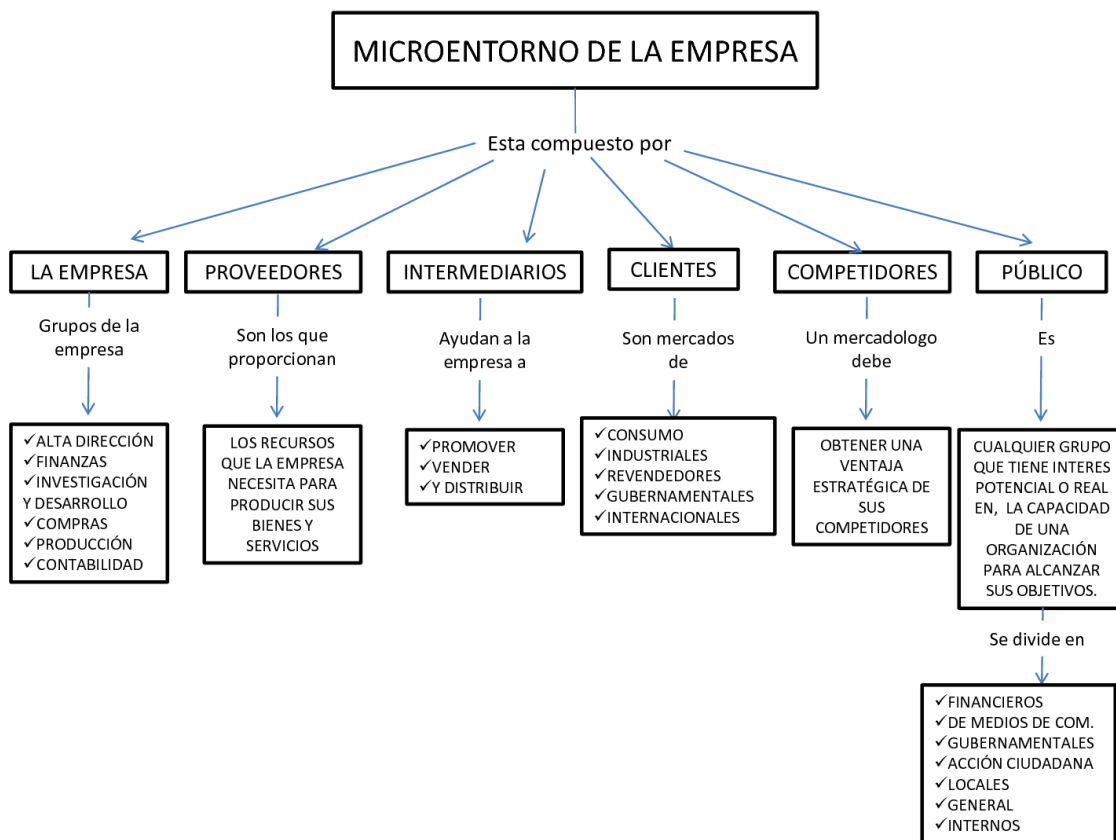 MICROENTORNO DE LA EMPRESA
Esta compuesto por
LA EMPRESA
Grupos de la
empresa
✓ALTA DIRECCIÓN
✓FINANZAS
✓INVESTIGACIÓN
Y DESARROLLO
✓COMPRAS
✓PRODUCCIÓN
✓CONTABILIDAD
PROVEEDORES
Son los que
proporcionan
LOS RECURSOS
QUE LA EMPRESA
NECESITA PARA
PRODUCIR SUS
BIENES Y
SERVICIOS
INTERMEDIARIOS
Ayudan a la
empresa a
✓PROMOVER
✓VENDER
✓Y DISTRIBUIR
CLIENTES
Son mercados
de
✓CONSUMO
✓INDUSTRIALES
✓REVENDEDORES
✓GUBERNAMENTALES
✓INTERNACIONALES
COMPETIDORES
Un mercadologo
debe
OBTENER UNA
VENTAJA
ESTRATÉGICA DE
SUS
COMPETIDORES
PÚBLICO
Es
CUALQUIER GRUPO
QUE TIENE INTERES
POTENCIAL O REAL
EN, LA CAPACIDAD
DE UNA
ORGANIZACIÓN
PARA ALCANZAR
SUS OBJETIVOS.
Se divide en
✓FINANCIEROS
✓DE MEDIOS DE COM.
✓GUBERNAMENTALES
✓ACCIÓN CIUDADANA
✓LOCALES
✓GENERAL
✓INTERNOS